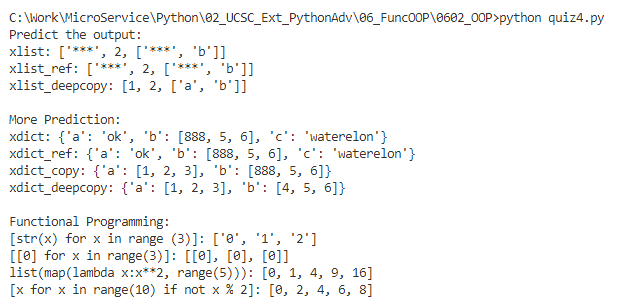 C:\Work\MicroService\Python\02_UCSC_Ext_PythonAdv\06_FuncOOP\0602_OOP>python quiz4.py
Predict the output:
xlist: ['***', 2, ['***', 'b']]
xlist_ref: ['***', 2, ['***', 'b']]
xlist_deepcopy: [1, 2, ['a', 'b']]

More Prediction:
xdict: {'a': 'ok', 'b': [888, 5, 6], 'c': 'waterelon'}
xdict_ref: {'a': 'ok', 'b': [888, 5, 6], 'c': 'waterelon'}
xdict_copy: {'a': [1, 2, 3], 'b': [888, 5, 6]}
xdict_deepcopy: {'a': [1, 2, 3], 'b': [4, 5, 6]}

Functional Programming:
[str(x) for x in range (3)]: ['0', '1', '2']
[[0] for x in range(3)]: [[0], [0], [0]]
list(map(lambda x:x**2, range(5))): [0, 1, 4, 9, 16]
[x for x in range(10) if not x % 2]: [0, 2, 4, 6, 8]